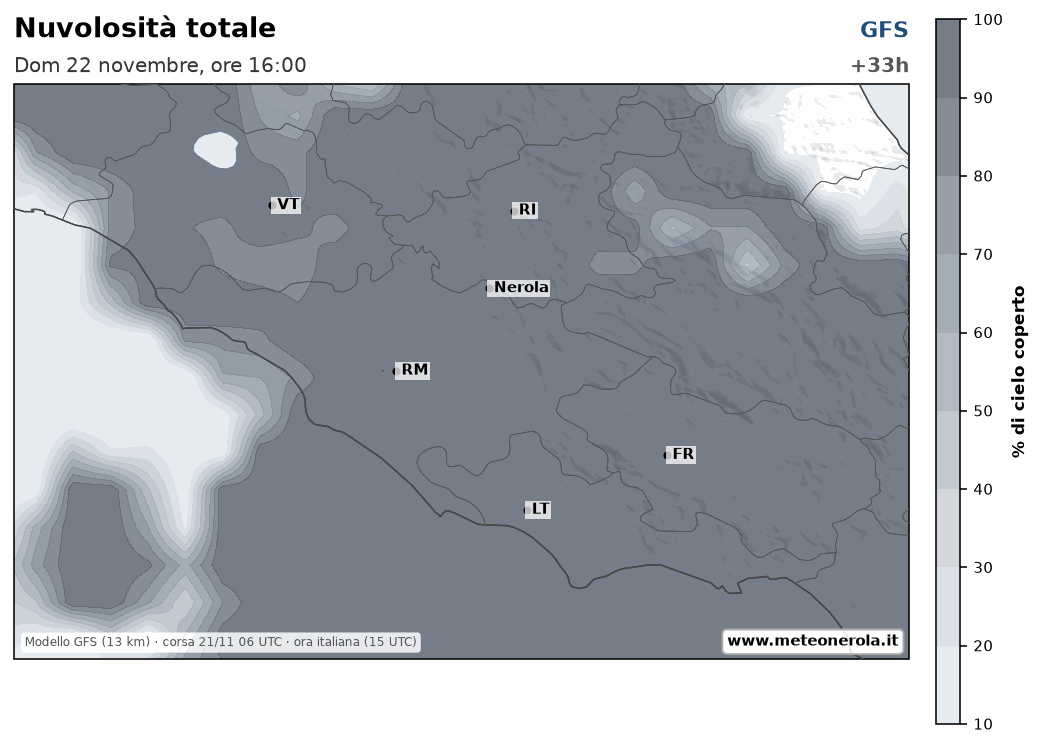 Nuvolosità totale
GFS
Dom 22 novembre, ore 16:00
+33h
VT
RI
Nerola
RM
FR
LT
Modello GFS (13 km) · corsa 21/11 06 UTC · ora italiana (15 UTC)
www.meteonerola.it
100
90
80
70
60
50
40
30
20
10
% di cielo coperto